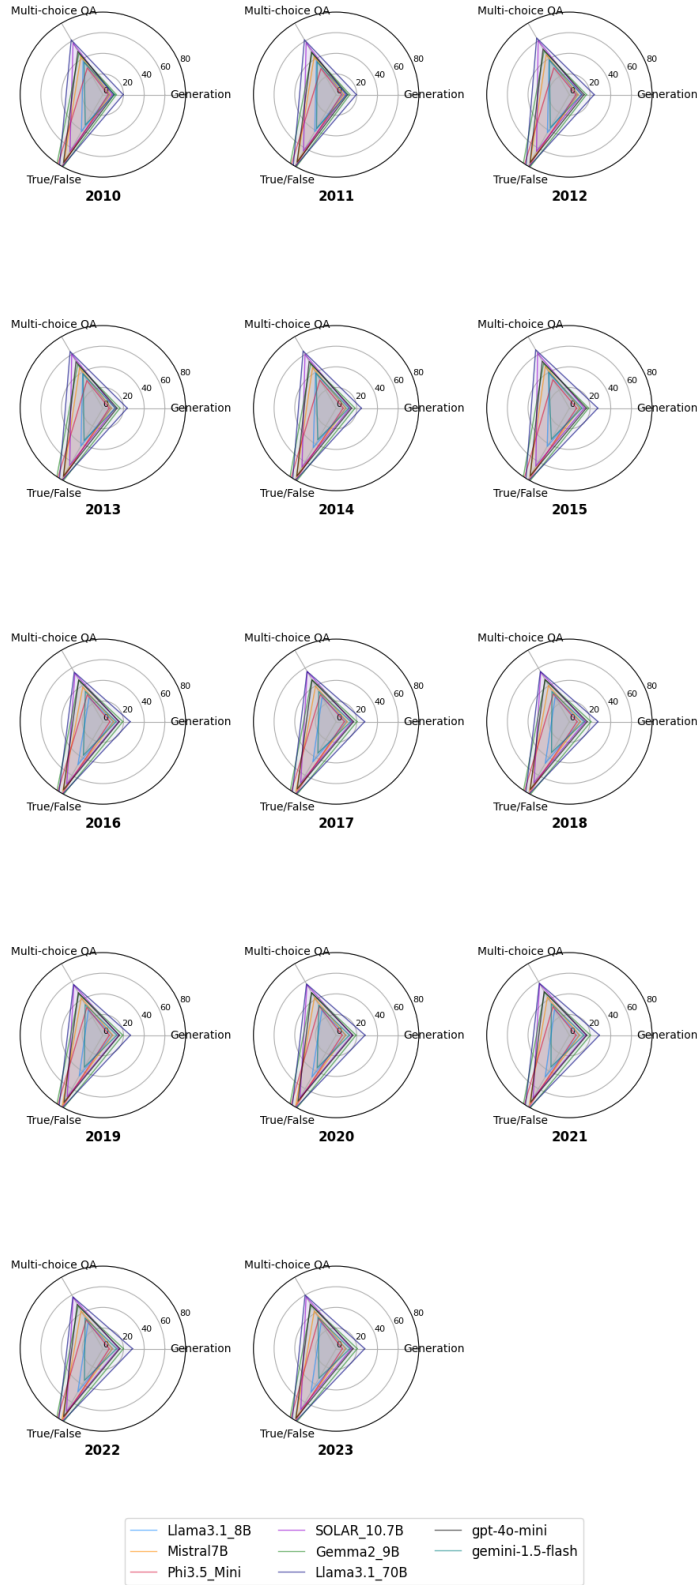 Multi-choice QA Multi-choice QA Multi-choice QA
80 80 80
60 60 60
40 40 40
20 20 20
0 0 0
Generation Generation Generation
True/False True/False True/False
2010 2011 2012
Multi-choice QA Multi-choice QA Multi-choice QA
80 80 80
60 60 60
40 40 40
20 20 20
0 0 0
Generation Generation Generation
True/False True/False True/False
2013 2014 2015
Multi-choice QA Multi-choice QA Multi-choice QA
80 80 80
60 60 60
40 40 40
20 20 20
0 0 0
Generation Generation Generation
True/False True/False True/False
2016 2017 2018
Multi-choice QA Multi-choice QA Multi-choice QA
80 80 80
60 60 60
40 40 40
20 20 20
0 0 0
Generation Generation Generation
True/False True/False True/False
2019 2020 2021
Multi-choice QA Multi-choice QA
80 80
60 60
40 40
20 20
0 0
Generation Generation
True/False True/False
2022 2023
Llama3.1_8B SOLAR_10.7B gpt-4o-mini
Mistral7B Gemma2_9B gemini-1.5-flash
Phi3.5_Mini Llama3.1_70B